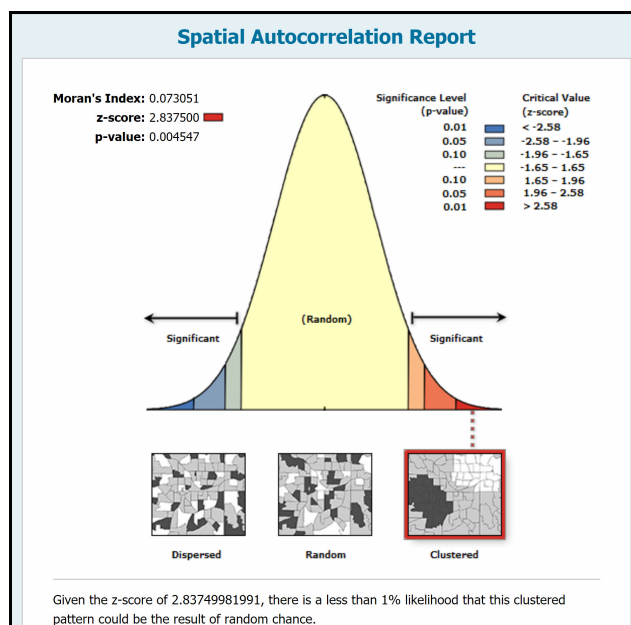 Spatial Autocorrelation Report
Moran's Index: 0.073051
z-score: 2.837500
p-value: 0.004547
Significance Level
(p-value)
Critical Value
(z-score)
0.01 < -2.58
0.05 -2.58 – -1.96
0.10 -1.96 – -1.65
--- -1.65 – 1.65
0.10 1.65 – 1.96
0.05 1.96 – 2.58
0.01 > 2.58
(Random)
Significant
Significant
Dispersed
Random
Clustered
Given the z-score of 2.83749981991, there is a less than 1% likelihood that this clustered
pattern could be the result of random chance.